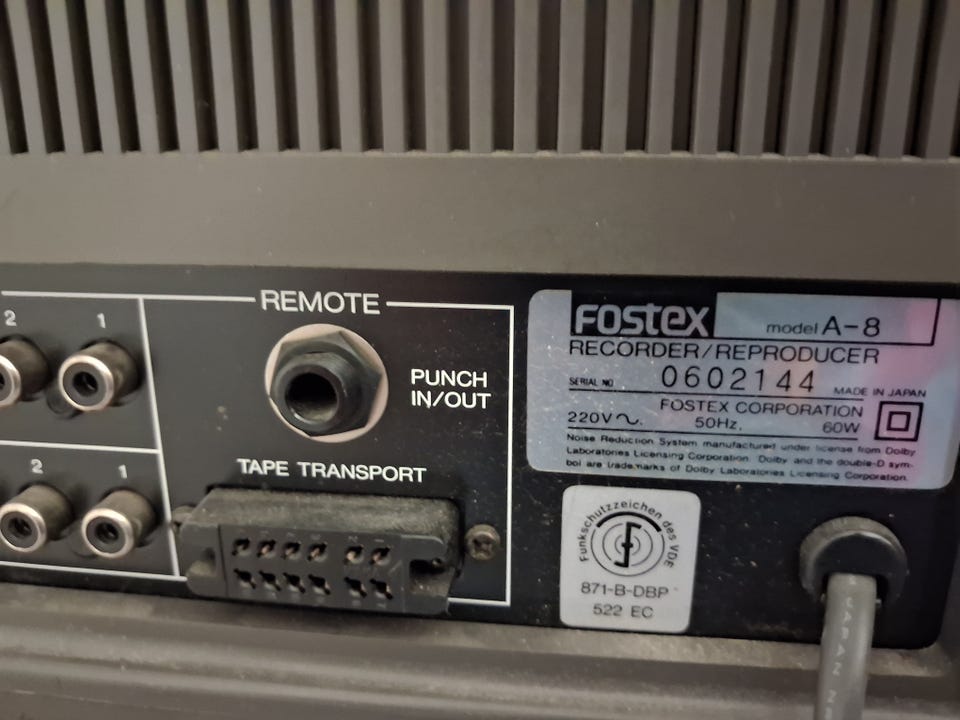 REMOTE
2 1
PUNCH
IN/OUT
TAPE TRANSPORT
2 1
FOSTEX model A-8
RECORDER/REPRODUCER
SERIAL NO 0602144 MADE IN JAPAN
FOSTEX CORPORATION
220V~. 50Hz. 60W
Noise Reduction System manufactured under license from Dolby
Laboratories Licensing Corporation. Dolby and the double-D sym-
bol are trademarks of Dolby Laboratories Licensing Corporation.
Funkschutzzeichen des VDE
871-B-DBP
522 EC
JAPAN